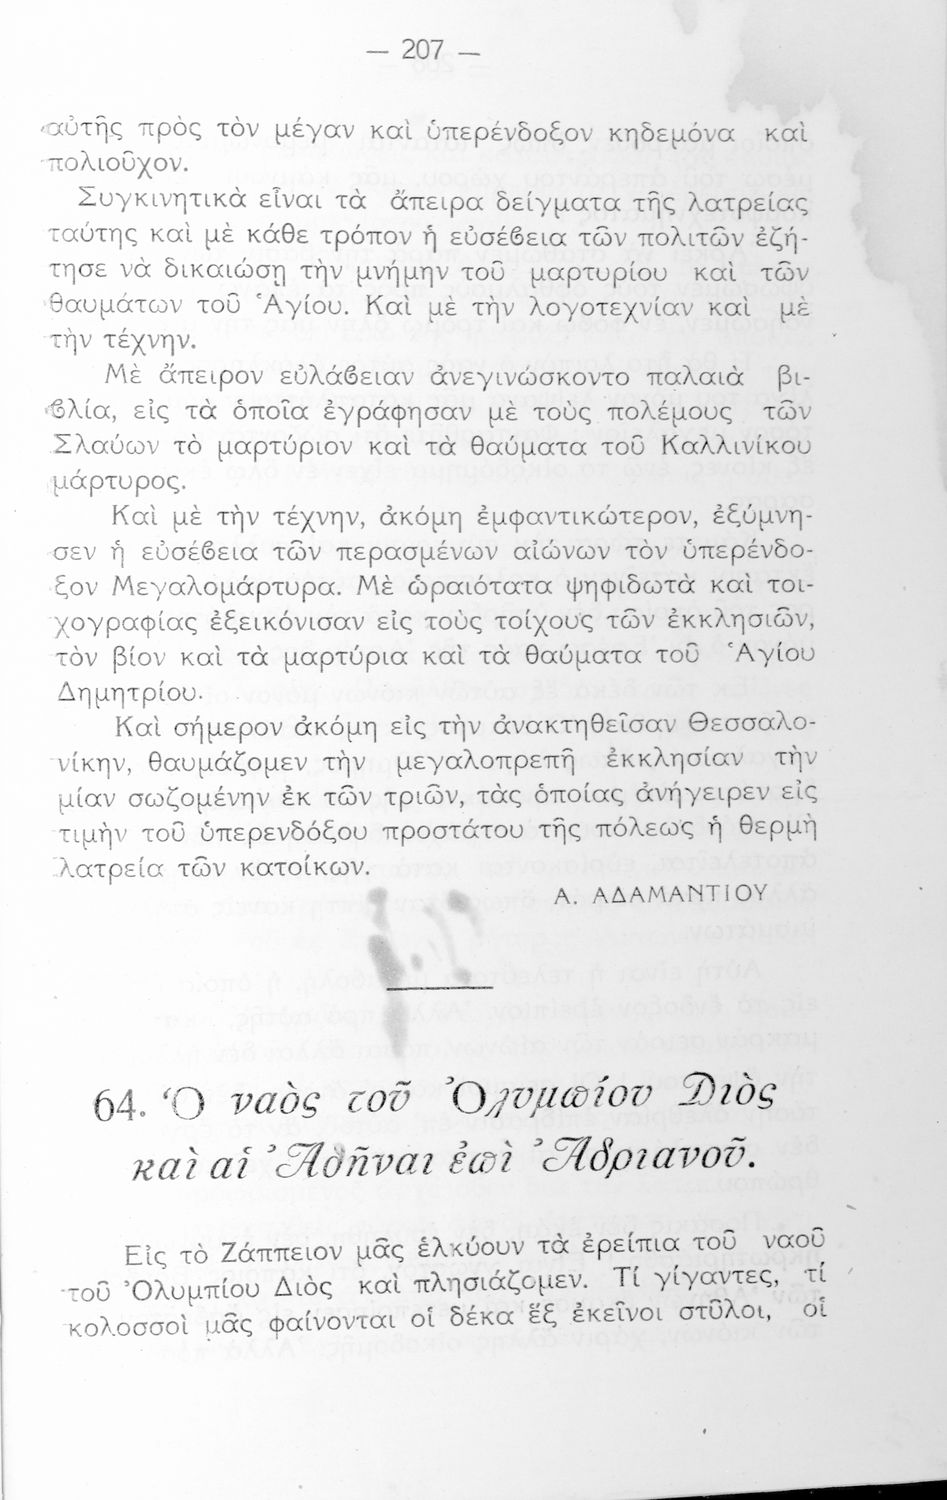 — 207 —
αὐτῆς πρὸς τὸν μέγαν καὶ ὑπερένδοξον κηδεμόνα καὶ
πολιοῦχον.
Συγκινητικὰ εἶναι τὰ ἄπειρα δείγματα τῆς λατρείας
ταύτης καὶ μὲ κάθε τρόπον ἡ εὐσέβεια τῶν πολιτῶν ἐζή-
τησε νὰ δικαιώσῃ τὴν μνήμην τοῦ μαρτυρίου καὶ τῶν
θαυμάτων τοῦ Ἁγίου. Καὶ μὲ τὴν λογοτεχνίαν καὶ μὲ
τὴν τέχνην.
Μὲ ἄπειρον εὐλάβειαν ἀνεγινώσκοντο παλαιὰ βι-
βλία, εἰς τὰ ὁποῖα ἐγράφησαν μὲ τοὺς πολέμους τῶν
Σλαύων τὸ μαρτύριον καὶ τὰ θαύματα τοῦ Καλλινίκου
μάρτυρος.
Καὶ μὲ τὴν τέχνην, ἀκόμη ἐμφαντικώτερον, ἐξύμνη-
σεν ἡ εὐσέβεια τῶν περασμένων αἰώνων τὸν ὑπερένδο-
ξον Μεγαλομάρτυρα. Μὲ ὡραιότατα ψηφιδωτὰ καὶ τοι-
χογραφίας ἐξεικόνισαν εἰς τοὺς τοίχους τῶν ἐκκλησιῶν,
τὸν βίον καὶ τὰ μαρτύρια καὶ τὰ θαύματα τοῦ Ἁγίου
Δημητρίου.
Καὶ σήμερον ἀκόμη εἰς τὴν ἀνακτηθεῖσαν Θεσσαλο-
νίκην, θαυμάζομεν τὴν μεγαλοπρεπῆ ἐκκλησίαν τὴν
μίαν σωζομένην ἐκ τῶν τριῶν, τὰς ὁποίας ἀνήγειρεν εἰς
τιμὴν τοῦ ὑπερενδόξου προστάτου τῆς πόλεως ἡ θερμὴ
λατρεία τῶν κατοίκων.
Α. ΑΔΑΜΑΝΤΙΟΥ
64. Ὁ ναὸς τοῦ Ὀλυμπίου Διὸς
καὶ αἱ Ἀθῆναι ἐπὶ Ἀδριανοῦ.
Εἰς τὸ Ζάππειον μᾶς ἑλκύουν τὰ ἐρείπια τοῦ ναοῦ
τοῦ Ὀλυμπίου Διὸς καὶ πλησιάζομεν. Τί γίγαντες, τί
κολοσσοὶ μᾶς φαίνονται οἱ δέκα ἕξ ἐκεῖνοι στῦλοι, οἱ